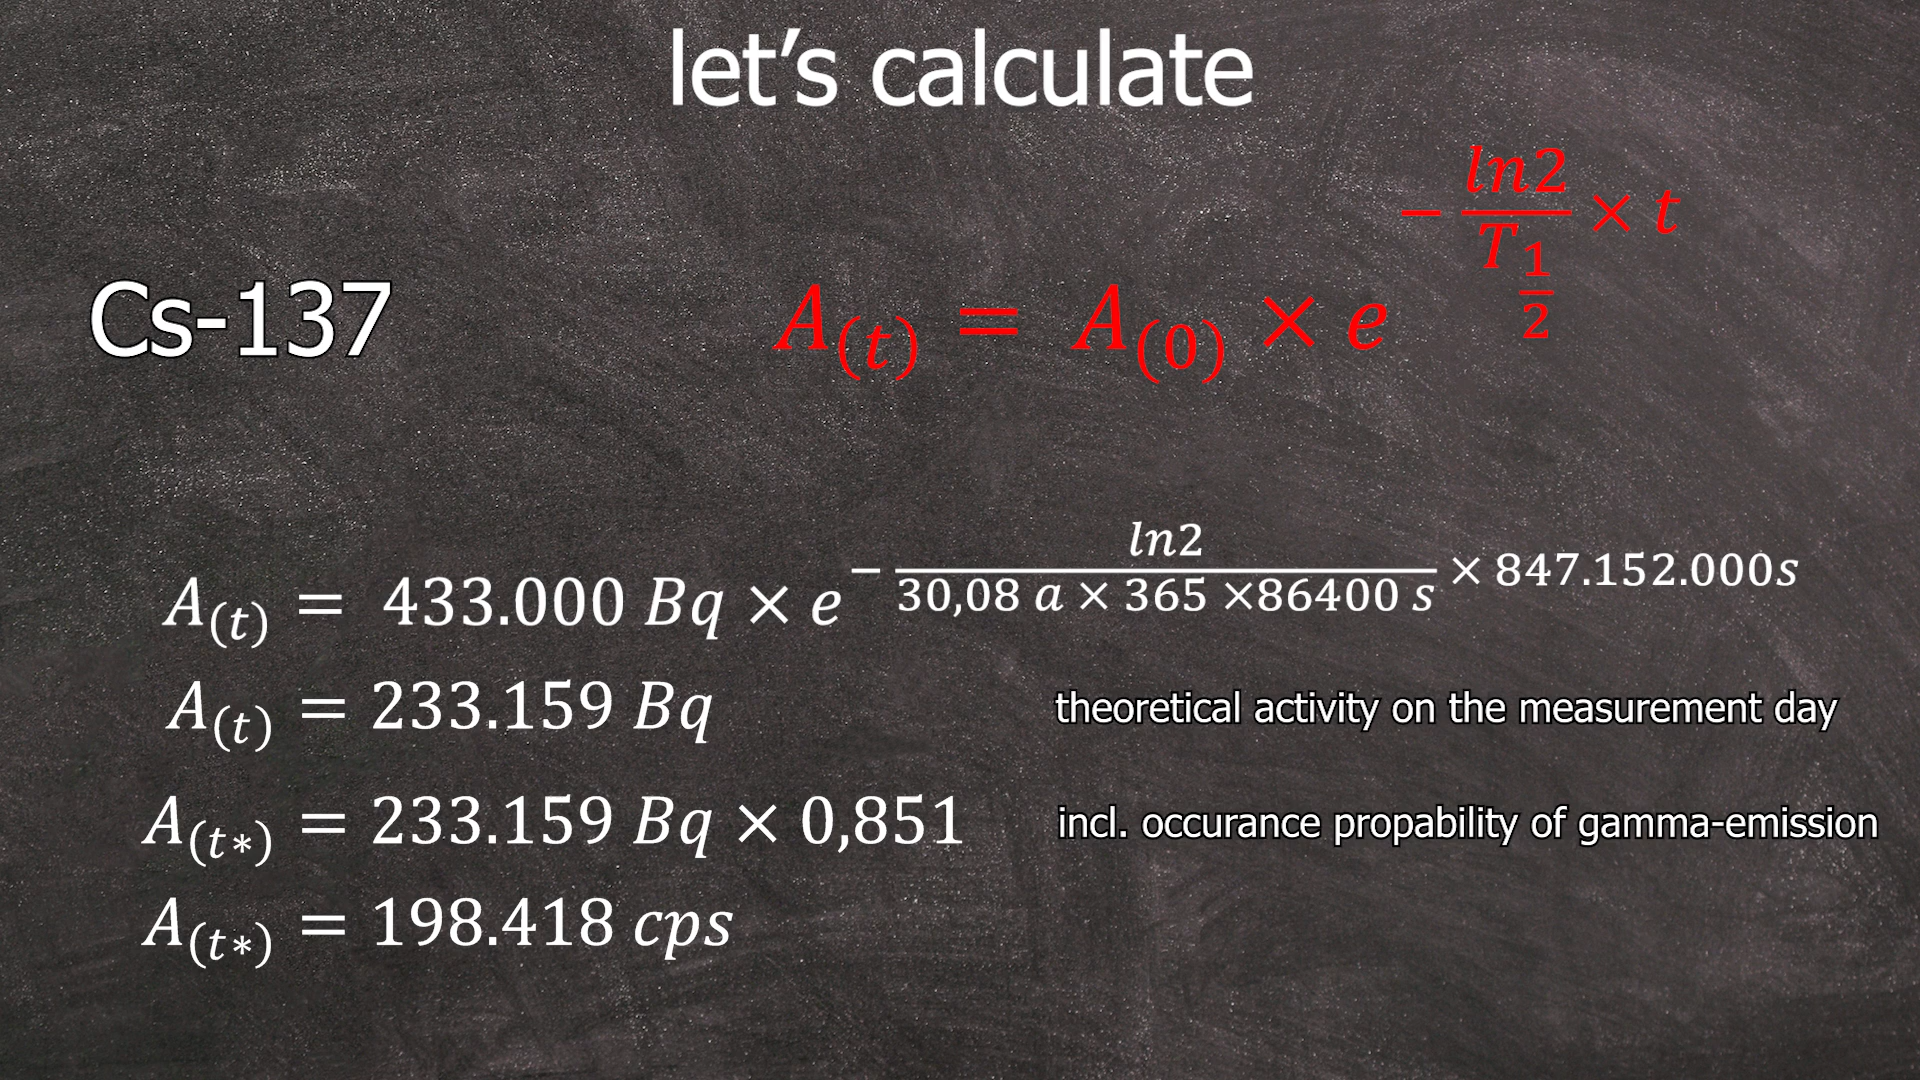 let’s calculate
Cs-137
A(t) = A(0) × e^(− ln2 / T 1/2 × t)
A(t) = 433.000 Bq × e^(− ln2 / (30,08 a × 365 ×86400 s) × 847.152.000s)
A(t) = 233.159 Bq
theoretical activity on the measurement day
A(t*) = 233.159 Bq × 0,851
incl. occurance propability of gamma-emission
A(t*) = 198.418 cps